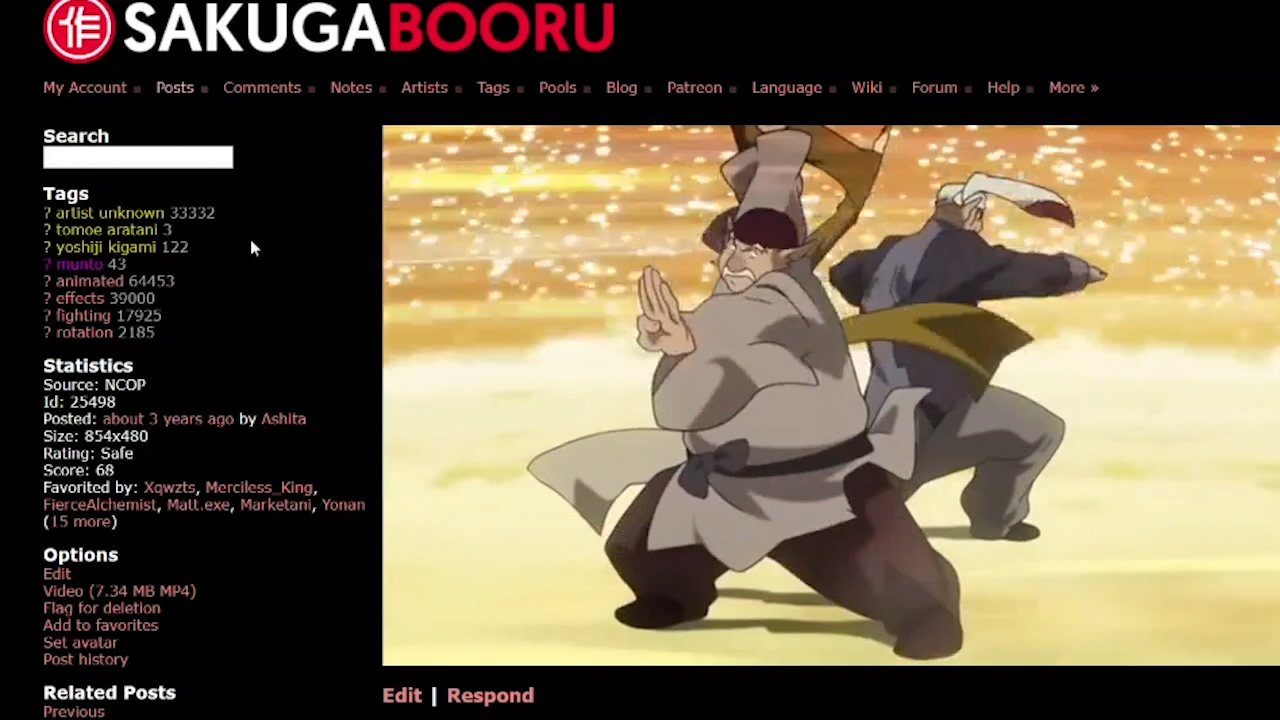 作 SAKUGABOORU
My Account Posts Comments Notes Artists Tags Pools Blog Patreon Language Wiki Forum Help More »
Search
Tags
? artist unknown 33332
? tomoe aratani 3
? yoshiji kigami 122
? munto 43
? animated 64453
? effects 39000
? fighting 17925
? rotation 2185
Statistics
Source: NCOP
Id: 25498
Posted: about 3 years ago by Ashita
Size: 854x480
Rating: Safe
Score: 68
Favorited by: Xqwzts, Merciless_King,
FierceAlchemist, Matt.exe, Marketani, Yonan
(15 more)
Options
Edit
Video (7.34 MB MP4)
Flag for deletion
Add to favorites
Set avatar
Post history
Related Posts
Previous
Edit | Respond